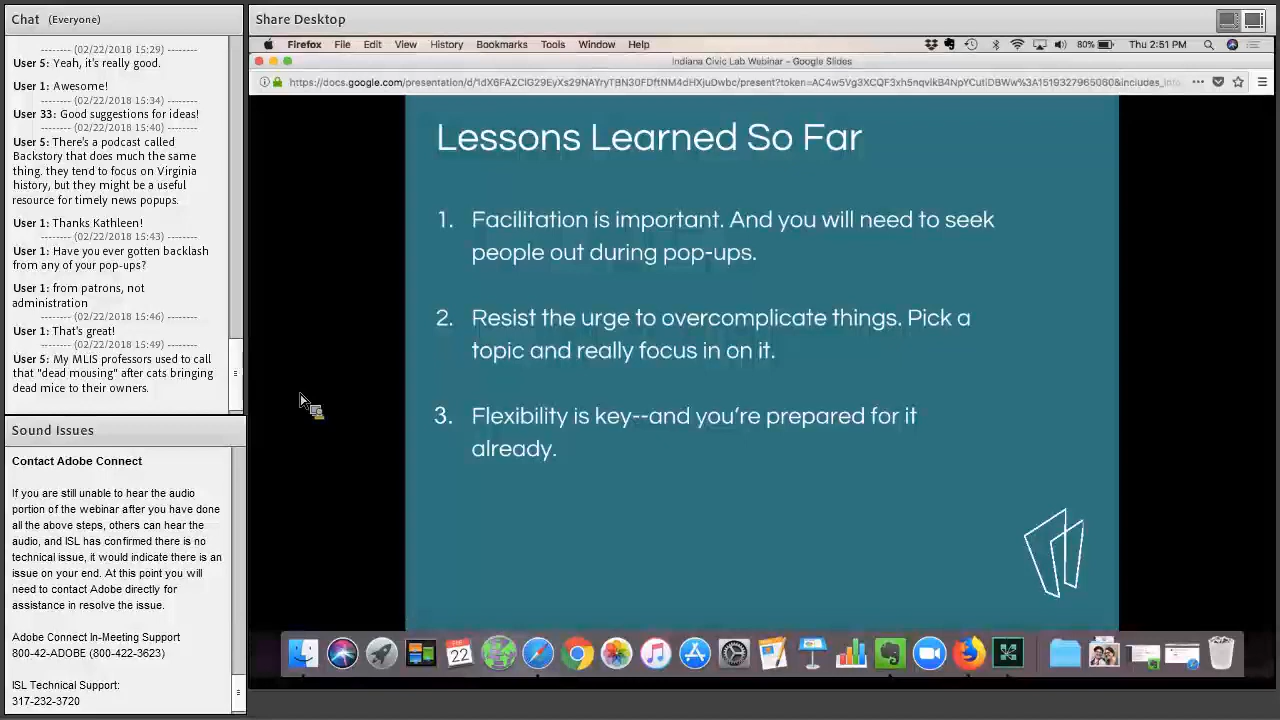 Chat (Everyone)
-------- (02/22/2018 15:29) --------
User 5: Yeah, it's really good.
User 1: Awesome!
-------- (02/22/2018 15:34) --------
User 33: Good suggestions for ideas!
-------- (02/22/2018 15:40) --------
User 5: There's a podcast called
Backstory that does much the same
thing. they tend to focus on Virginia
history, but they might be a useful
resource for timely news popups.
User 1: Thanks Kathleen!
-------- (02/22/2018 15:43) --------
User 1: Have you ever gotten backlash
from any of your pop-ups?
User 1: from patrons, not
administration
-------- (02/22/2018 15:46) --------
User 1: That's great!
-------- (02/22/2018 15:49) --------
User 5: My MLIS professors used to call
that "dead mousing" after cats bringing
dead mice to their owners.
Sound Issues
Contact Adobe Connect
If you are still unable to hear the audio
portion of the webinar after you have done
all the above steps, others can hear the
audio, and ISL has confirmed there is no
technical issue, it would indicate there is an
issue on your end. At this point you will
need to contact Adobe directly for
assistance in resolve the issue.
Adobe Connect In-Meeting Support
800-42-ADOBE (800-422-3623)
ISL Technical Support:
317-232-3720
Share Desktop
Firefox File Edit View History Bookmarks Tools Window Help 80% Thu 2:51 PM
Indiana Civic Lab Webinar - Google Slides
https://docs.google.com/presentation/d/
Lessons Learned So Far
1. Facilitation is important. And you will need to seek
people out during pop-ups.
2. Resist the urge to overcomplicate things. Pick a
topic and really focus in on it.
3. Flexibility is key--and you're prepared for it
already.
22